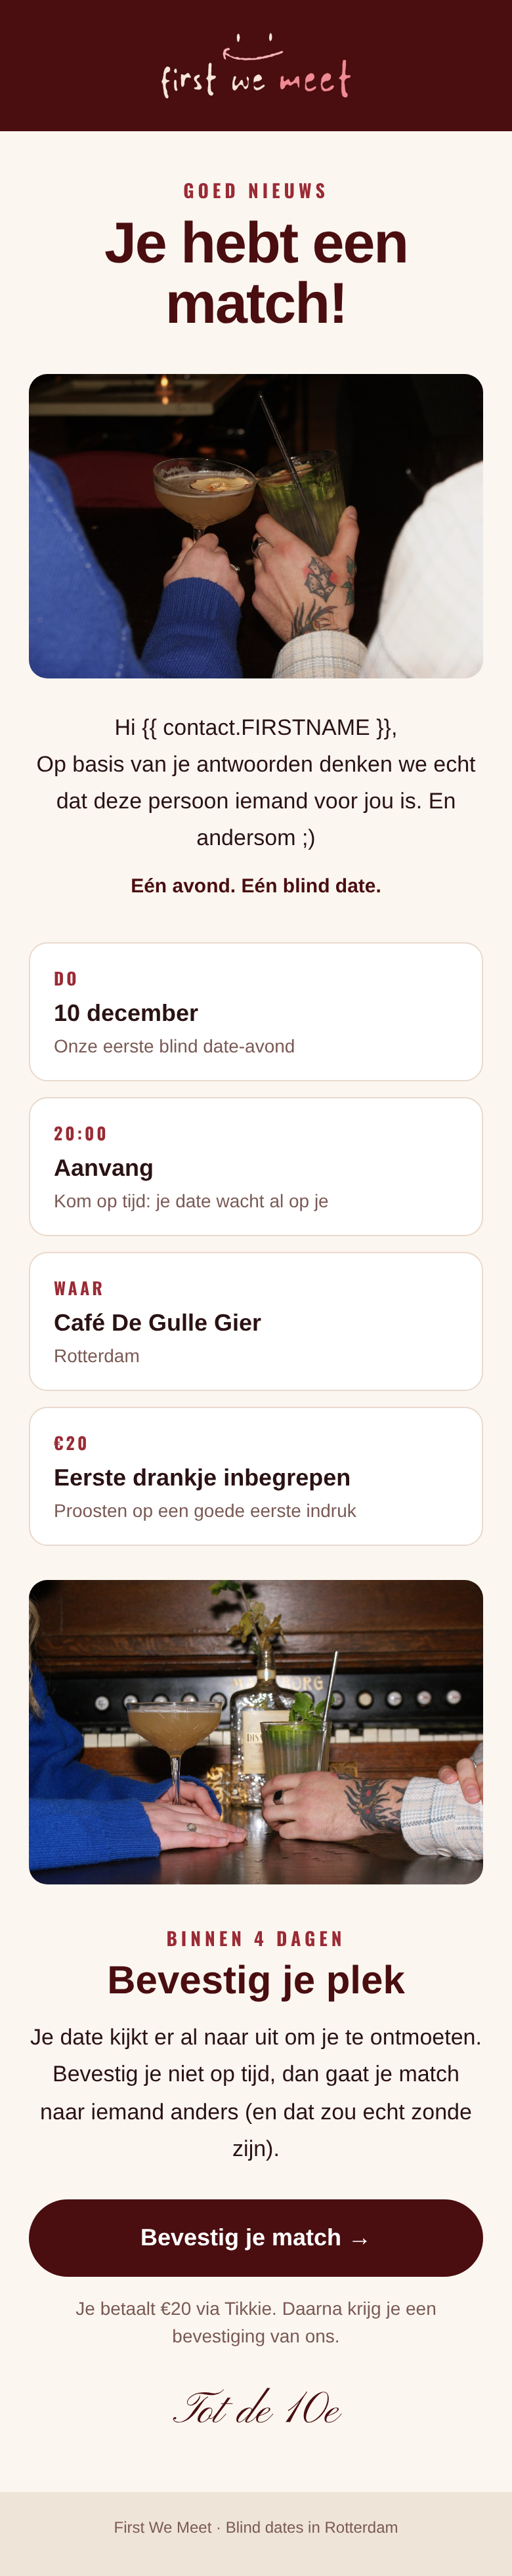 first we meet
GOED NIEUWS
Je hebt een
match!
Hi {{ contact.FIRSTNAME }},
Op basis van je antwoorden denken we echt
dat deze persoon iemand voor jou is. En
andersom ;)
Eén avond. Eén blind date.
DO
10 december
Onze eerste blind date-avond
20:00
Aanvang
Kom op tijd: je date wacht al op je
WAAR
Café De Gulle Gier
Rotterdam
€20
Eerste drankje inbegrepen
Proosten op een goede eerste indruk
BINNEN 4 DAGEN
Bevestig je plek
Je date kijkt er al naar uit om je te ontmoeten.
Bevestig je niet op tijd, dan gaat je match
naar iemand anders (en dat zou echt zonde
zijn).
Bevestig je match →
Je betaalt €20 via Tikkie. Daarna krijg je een
bevestiging van ons.
Tot de 10e
First We Meet · Blind dates in Rotterdam